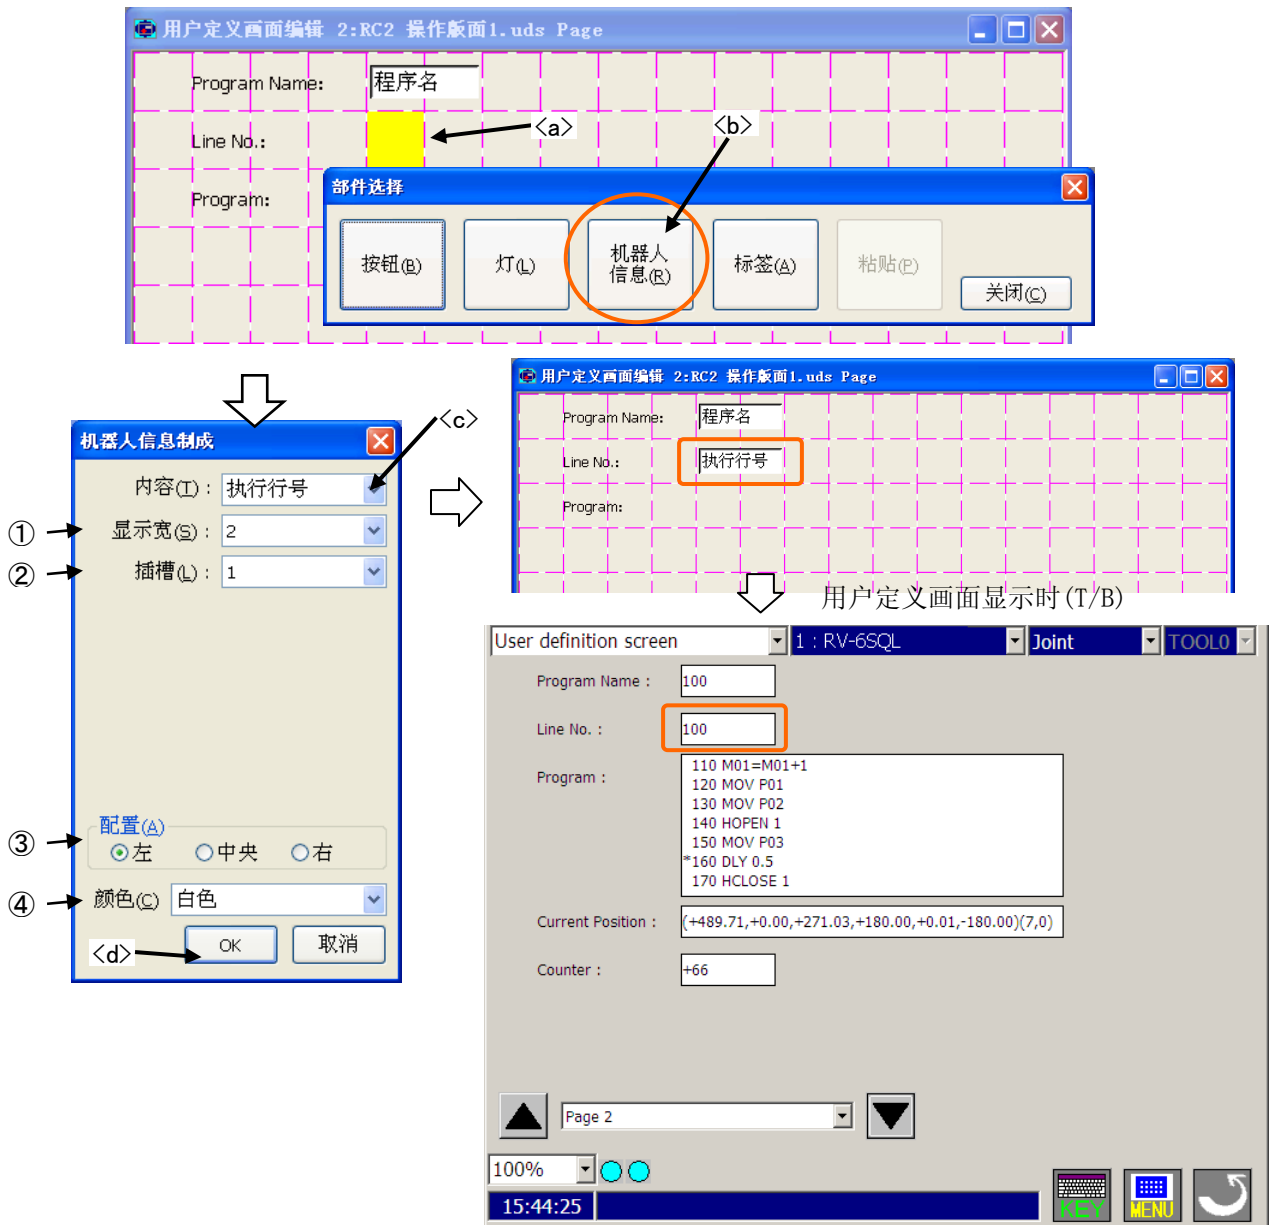 用户定义画面编辑 2:RC2 操作版面1.uds Page
Program Name:
程序名
Line No.:
<a>
<b>
Program:
部件选择
按钮(B)
灯(L)
机器人
信息(R)
标签(A)
粘贴(P)
关闭(C)
用户定义画面编辑 2:RC2 操作版面1.uds Page
Program Name:
程序名
Line No.:
执行行号
Program:
机器人信息制成
<c>
内容(T):
执行行号
① 显示宽(S): 2
② 插槽(L): 1
③ 配置(A)
左 中央 右
④ 颜色(C) 白色
<d> OK 取消
用户定义画面显示时(T/B)
User definition screen
1 : RV-6SQL
Joint
TOOL0
Program Name :
100
Line No. :
100
Program :
110 M01=M01+1
120 MOV P01
130 MOV P02
140 HOPEN 1
150 MOV P03
*160 DLY 0.5
170 HCLOSE 1
Current Position :
(+489.71,+0.00,+271.03,+180.00,+0.01,-180.00)(7,0)
Counter :
+66
Page 2
100%
15:44:25
KEY
MENU